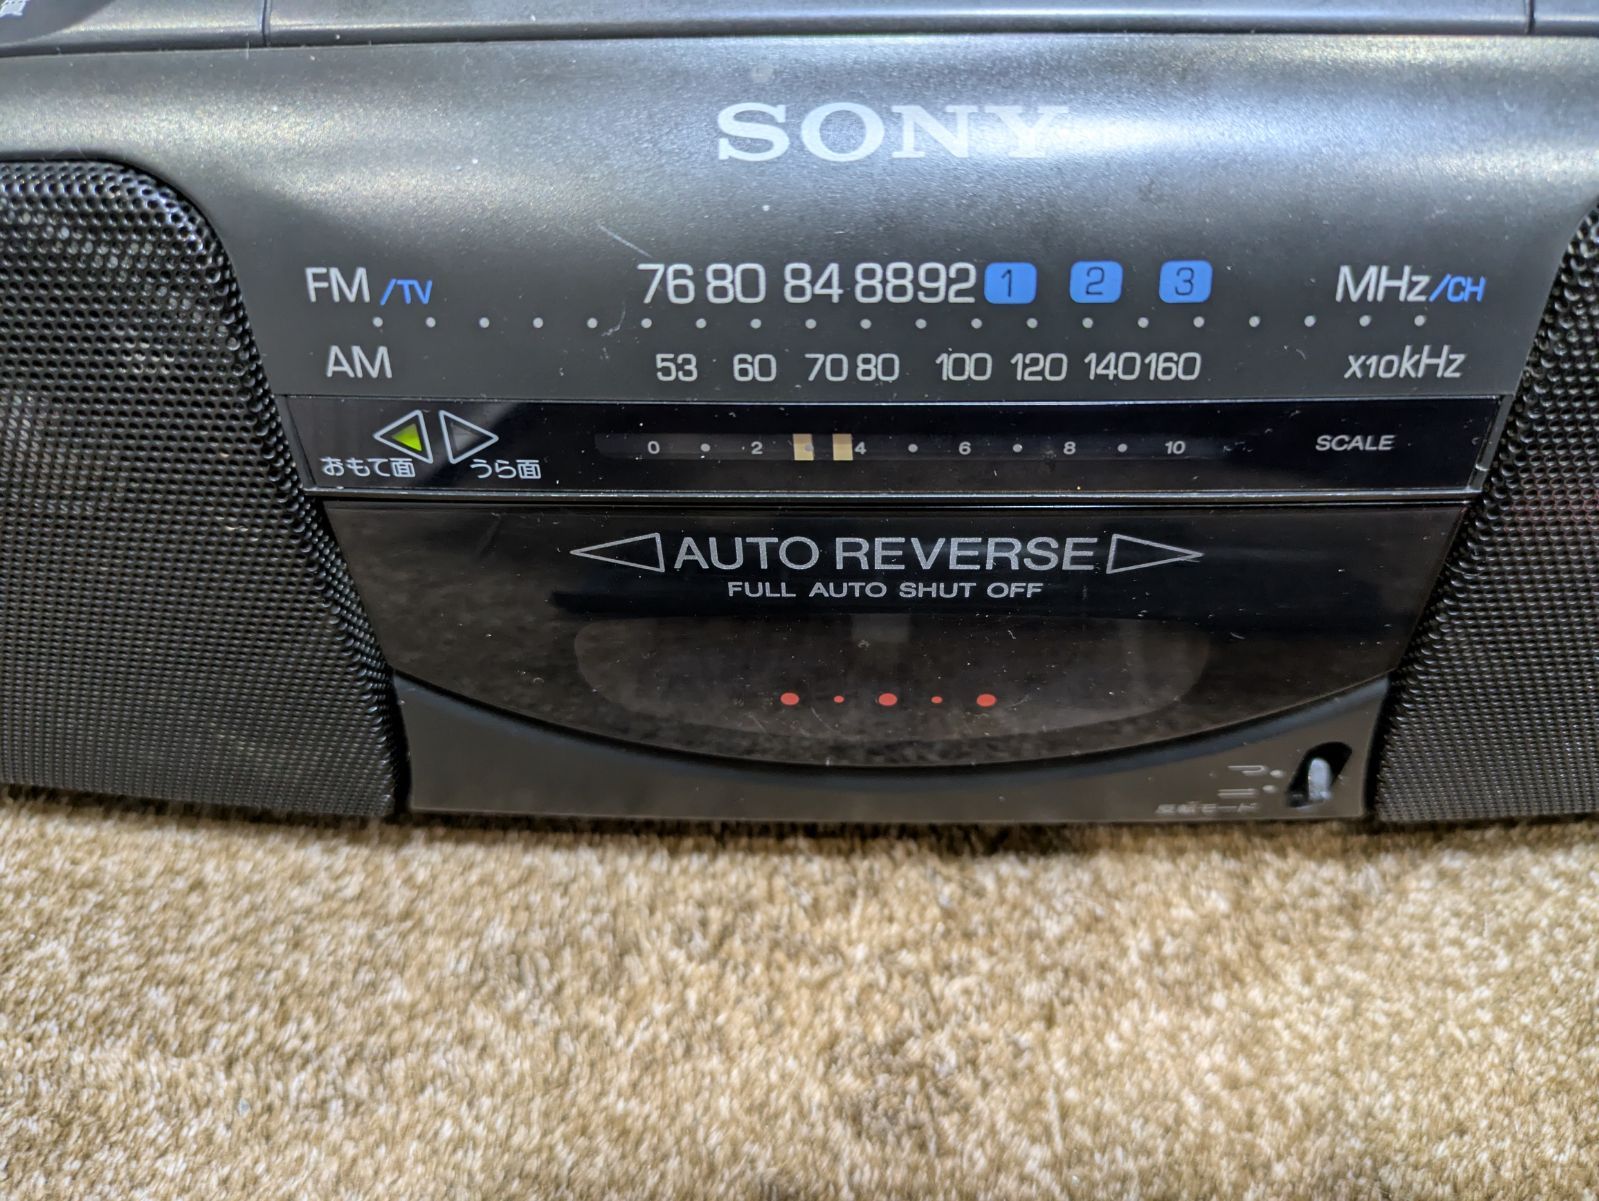 SONY
FM/TV 76 80 84 88 92 1 2 3 MHz/CH
AM 53 60 70 80 100 120 140 160 X10kHz
0 2 4 6 8 10 SCALE
おもて面 うら面
AUTO REVERSE
FULL AUTO SHUT OFF